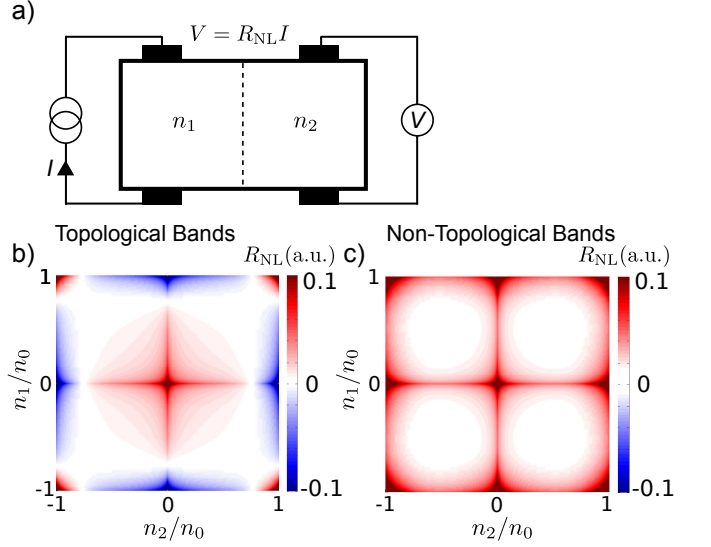 a)
V = R_NL I
n_1
n_2
I
V
b)
Topological Bands
R_NL(a.u.)
1
0
-1
n_1/n_0
-1
0
1
n_2/n_0
0.1
0
-0.1
c)
Non-Topological Bands
R_NL(a.u.)
1
0
-1
n_1/n_0
-1
0
1
n_2/n_0
0.1
0
-0.1